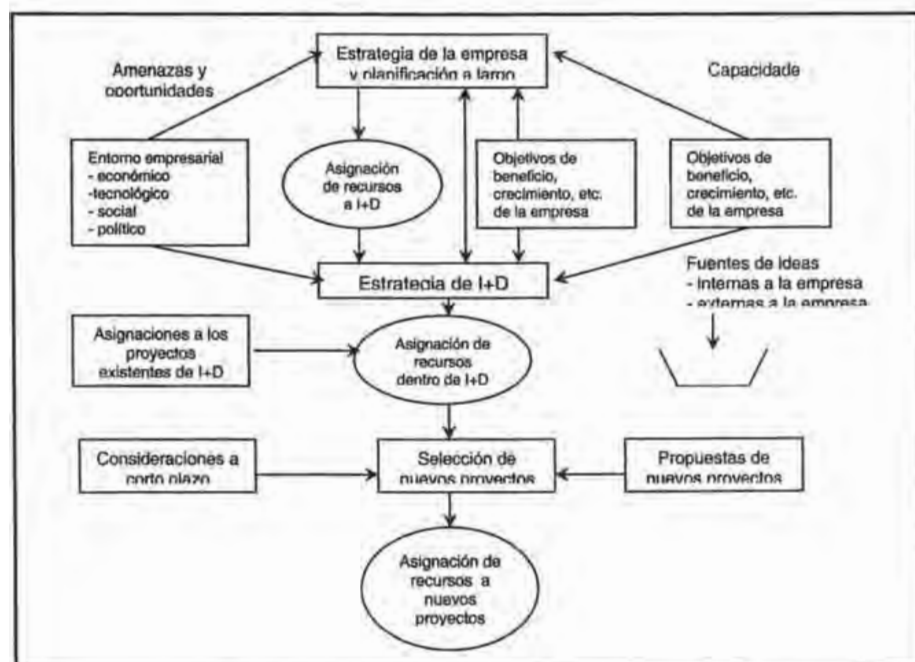 Estrategia de la empresa
y planificación a largo
Amenazas y
oportunidades
Capacidade
Entorno empresarial
- económico
-tecnológico
- social
- político
Asignación
de recursos
a I+D
Objetivos de
beneficio,
crecimiento, etc.
de la empresa
Objetivos de
beneficio,
crecimiento, etc.
de la empresa
Estrategia de I+D
Fuentes de ideas
- internas a la empresa
- externas a la empresa
Asignaciones a los
proyectos
existentes de I+D
Asignación de
recursos
dentro de I+D
Consideraciones a
corto plazo
Selección de
nuevos proyectos
Propuestas de
nuevos proyectos
Asignación de
recursos a
nuevos
proyectos